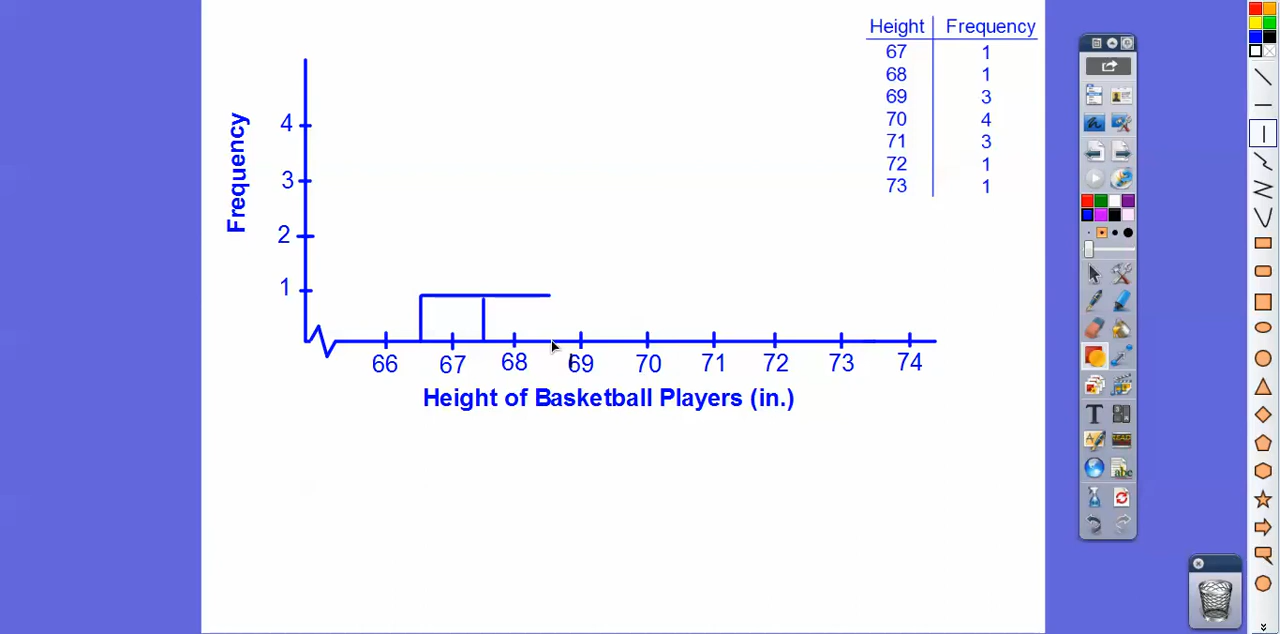 Height Frequency
67 1
68 1
69 3
70 4
71 3
72 1
73 1
Frequency
4
3
2
1
66 67 68 69 70 71 72 73 74
Height of Basketball Players (in.)
T
abc